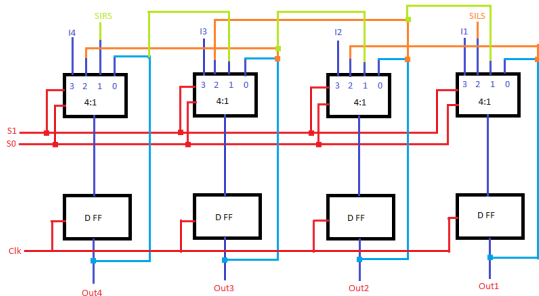 SIRS SILS
I4 I3 I2 I1
3 2 1 0 3 2 1 0 3 2 1 0 3 2 1 0
4:1 4:1 4:1 4:1
S1
S0
D FF D FF D FF D FF
Clk
Out4 Out3 Out2 Out1